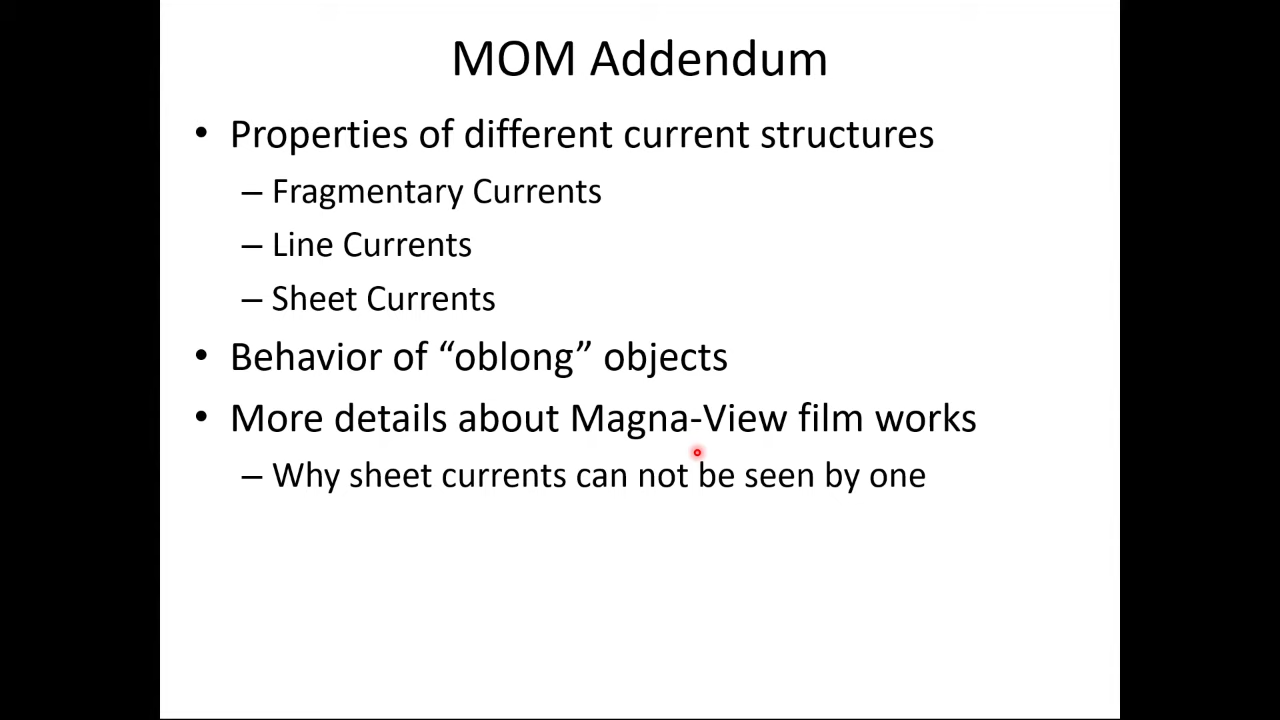 MOM Addendum
• Properties of different current structures
– Fragmentary Currents
– Line Currents
– Sheet Currents
• Behavior of “oblong” objects
• More details about Magna-View film works
– Why sheet currents can not be seen by one